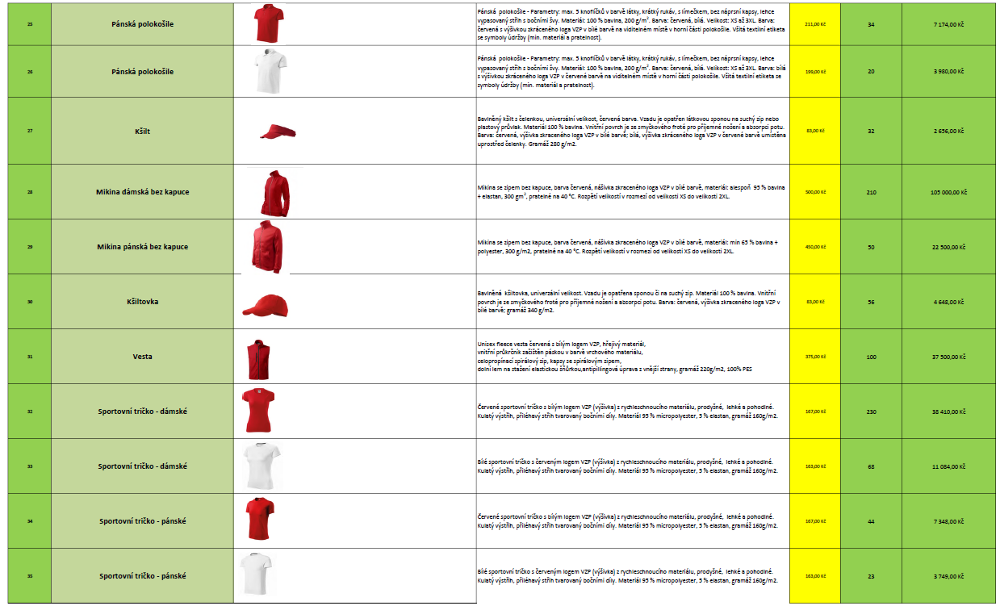 25
Pánská polokošile
Pánská polokošile - Parametry: max. 5 knoflíčků v barvě látky, krátký rukáv, s límečkem, bez náprsní kapsy, lehce
vypasovaný střih s bočními švy. Materiál: 100 % bavlna, 200 g/m². Barva: červená, bílá. Velikost: XS až 3XL. Barva:
červená s výšivkou zkráceného loga VZP v bílé barvě na viditelném místě v horní části polokošile. Všitá textilní etiketa
se symboly údržby (min. materiál a pratelnost).
211,00 Kč
34
7 174,00 Kč
26
Pánská polokošile
Pánská polokošile - Parametry: max. 5 knoflíčků v barvě látky, krátký rukáv, s límečkem, bez náprsní kapsy, lehce
vypasovaný střih s bočními švy. Materiál: 100 % bavlna, 200 g/m². Barva: červená, bílá. Velikost: XS až 3XL. Barva: bílá
s výšivkou zkráceného loga VZP v červené barvě na viditelném místě v horní části polokošile. Všitá textilní etiketa se
symboly údržby (min. materiál a pratelnost).
199,00 Kč
20
3 980,00 Kč
27
Kšilt
Bavlněný kšilt s čelenkou, univerzální velikost, červená barva. Vzadu je opatřen látkovou sponou na suchý zip nebo
plastový průvlak. Materiál 100 % bavlna. Vnitřní povrch je ze smyčkového froté pro příjemné nošení a absorpci potu.
Barva: červená, výšivka zkraceného loga VZP v bílé barvě; bílá, výšivka zkráceného loga VZP v červené barvě umístěna
uprostřed čelenky. Gramáž 280 g/m2.
83,00 Kč
32
2 656,00 Kč
28
Mikina dámská bez kapuce
Mikina se zipem bez kapuce, barva červená, nášivka zkraceného loga VZP v bílé barvě, materiál: alespoň 95 % bavlna
+ elastan, 300 gm², pratelné na 40 °C. Rozpětí velikostí v rozmezí od velikosti XS do velikosti 2XL.
500,00 Kč
210
105 000,00 Kč
29
Mikina pánská bez kapuce
Mikina se zipem bez kapuce, barva červená, nášivka zkraceného loga VZP v bílé barvě, materiál: min 65 % bavlna +
polyester, 300 g/m2, pratelné na 40 °C. Rozpětí velikostí v rozmezí od velikosti XS do velikosti 2XL.
450,00 Kč
50
22 500,00 Kč
30
Kšiltovka
Bavlněná kšiltovka, univerzální velikost. Vzadu je opatřena sponou či na suchý zip. Materiál 100 % bavlna. Vnitřní
povrch je ze smyčkového froté pro příjemné nošení a absorpci potu. Barva: červená, výšivka zkraceného loga VZP v
bílé barvě; gramáž 340 g/m2.
83,00 Kč
56
4 648,00 Kč
31
Vesta
Unisex fleece vesta červená s bílým logem VZP, hřejivý materiál,
vnitřní průkrčník začištěn páskou v barvě vrchového materiálu,
celopropínací spirálový zip, kapsy se spirálovým zipem,
dolní lem na stažení elastickou šňůrkou,antipillingová úprava z vnější strany, gramáž 220g/m2, 100% PES
375,00 Kč
100
37 500,00 Kč
32
Sportovní tričko - dámské
Červené sportovní tričko s bílým logem VZP (výšivka) z rychleschnoucího materiálu, prodyšné, lehké a pohodlné.
Kulatý výstřih, přiléhavý střih tvarovaný bočními díly. Materiál 95 % micropolyester, 5 % elastan, gramáž 160g/m2.
167,00 Kč
230
38 410,00 Kč
33
Sportovní tričko - dámské
Bílé sportovní tričko s červeným logem VZP (výšivka) z rychleschnoucího materiálu, prodyšné, lehké a pohodlné.
Kulatý výstřih, přiléhavý střih tvarovaný bočními díly. Materiál 95 % micropolyester, 5 % elastan, gramáž 160g/m2.
163,00 Kč
68
11 084,00 Kč
34
Sportovní tričko - pánské
Červené sportovní tričko s bílým logem VZP (výšivka) z rychleschnoucího materiálu, prodyšné, lehké a pohodlné.
Kulatý výstřih, přiléhavý střih tvarovaný bočními díly. Materiál 95 % micropolyester, 5 % elastan, gramáž 160g/m2.
167,00 Kč
44
7 348,00 Kč
35
Sportovní tričko - pánské
Bílé sportovní tričko s červeným logem VZP (výšivka) z rychleschnoucího materiálu, prodyšné, lehké a pohodlné.
Kulatý výstřih, přiléhavý střih tvarovaný bočními díly. Materiál 95 % micropolyester, 5 % elastan, gramáž 160g/m2.
163,00 Kč
23
3 749,00 Kč